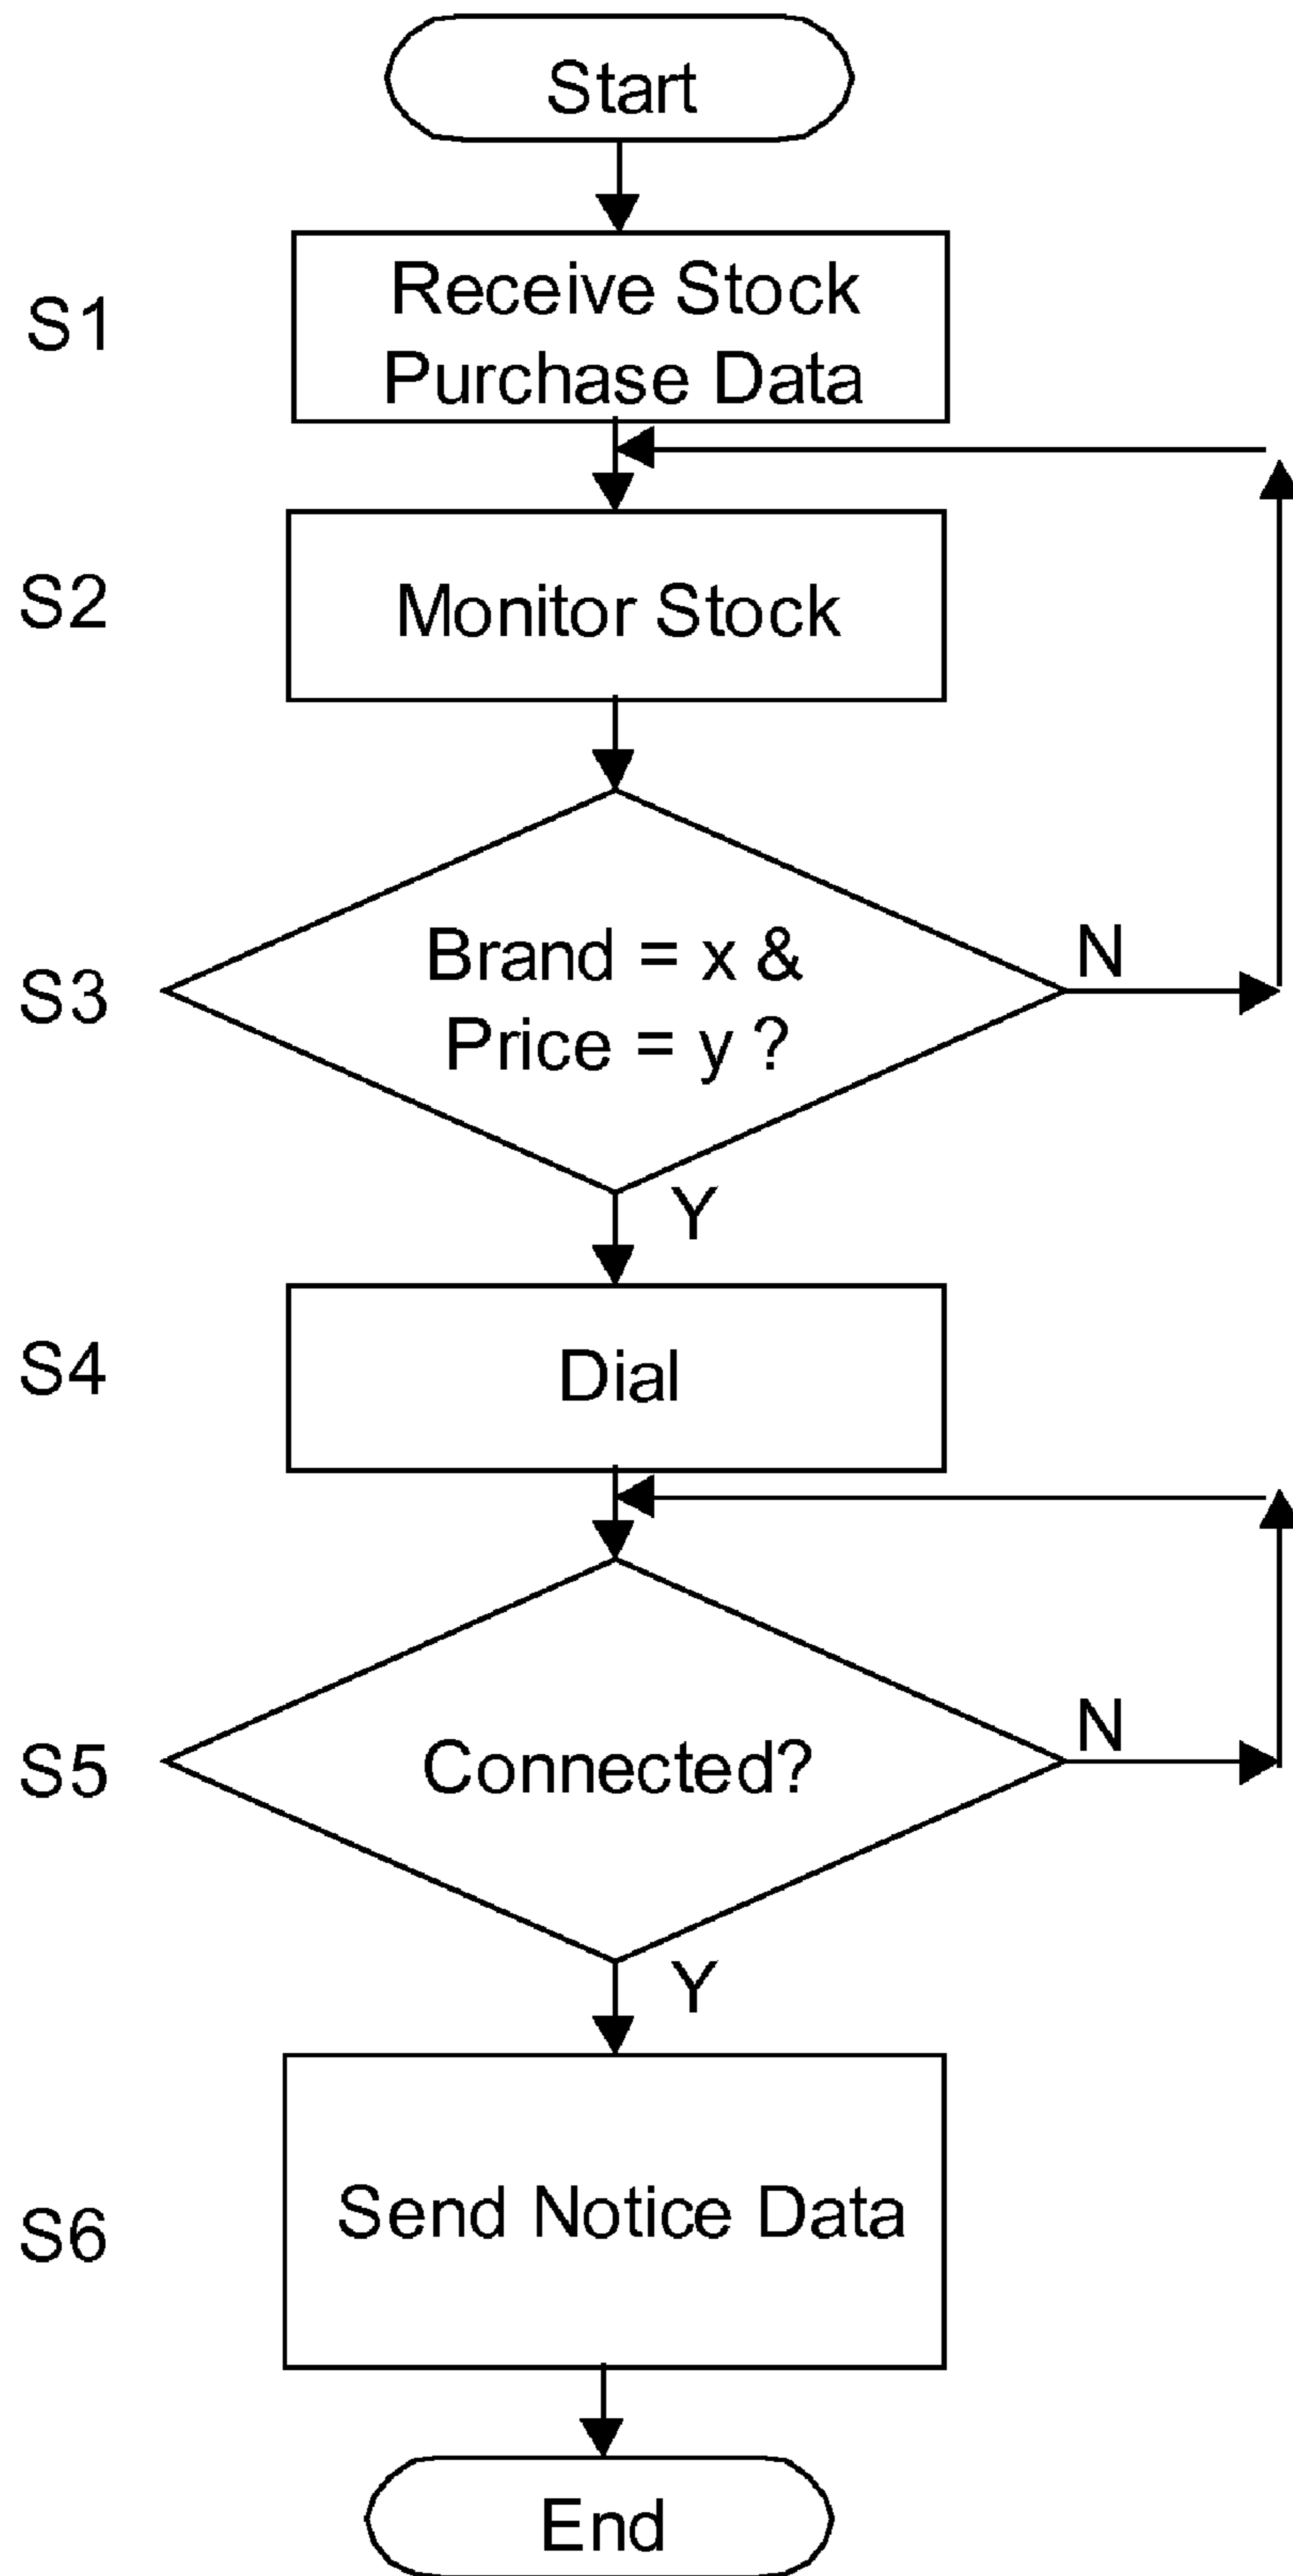 Start
S1
Receive Stock
Purchase Data
S2
Monitor Stock
S3
Brand = x &
Price = y ?
N
Y
S4
Dial
S5
Connected?
N
Y
S6
Send Notice Data
End